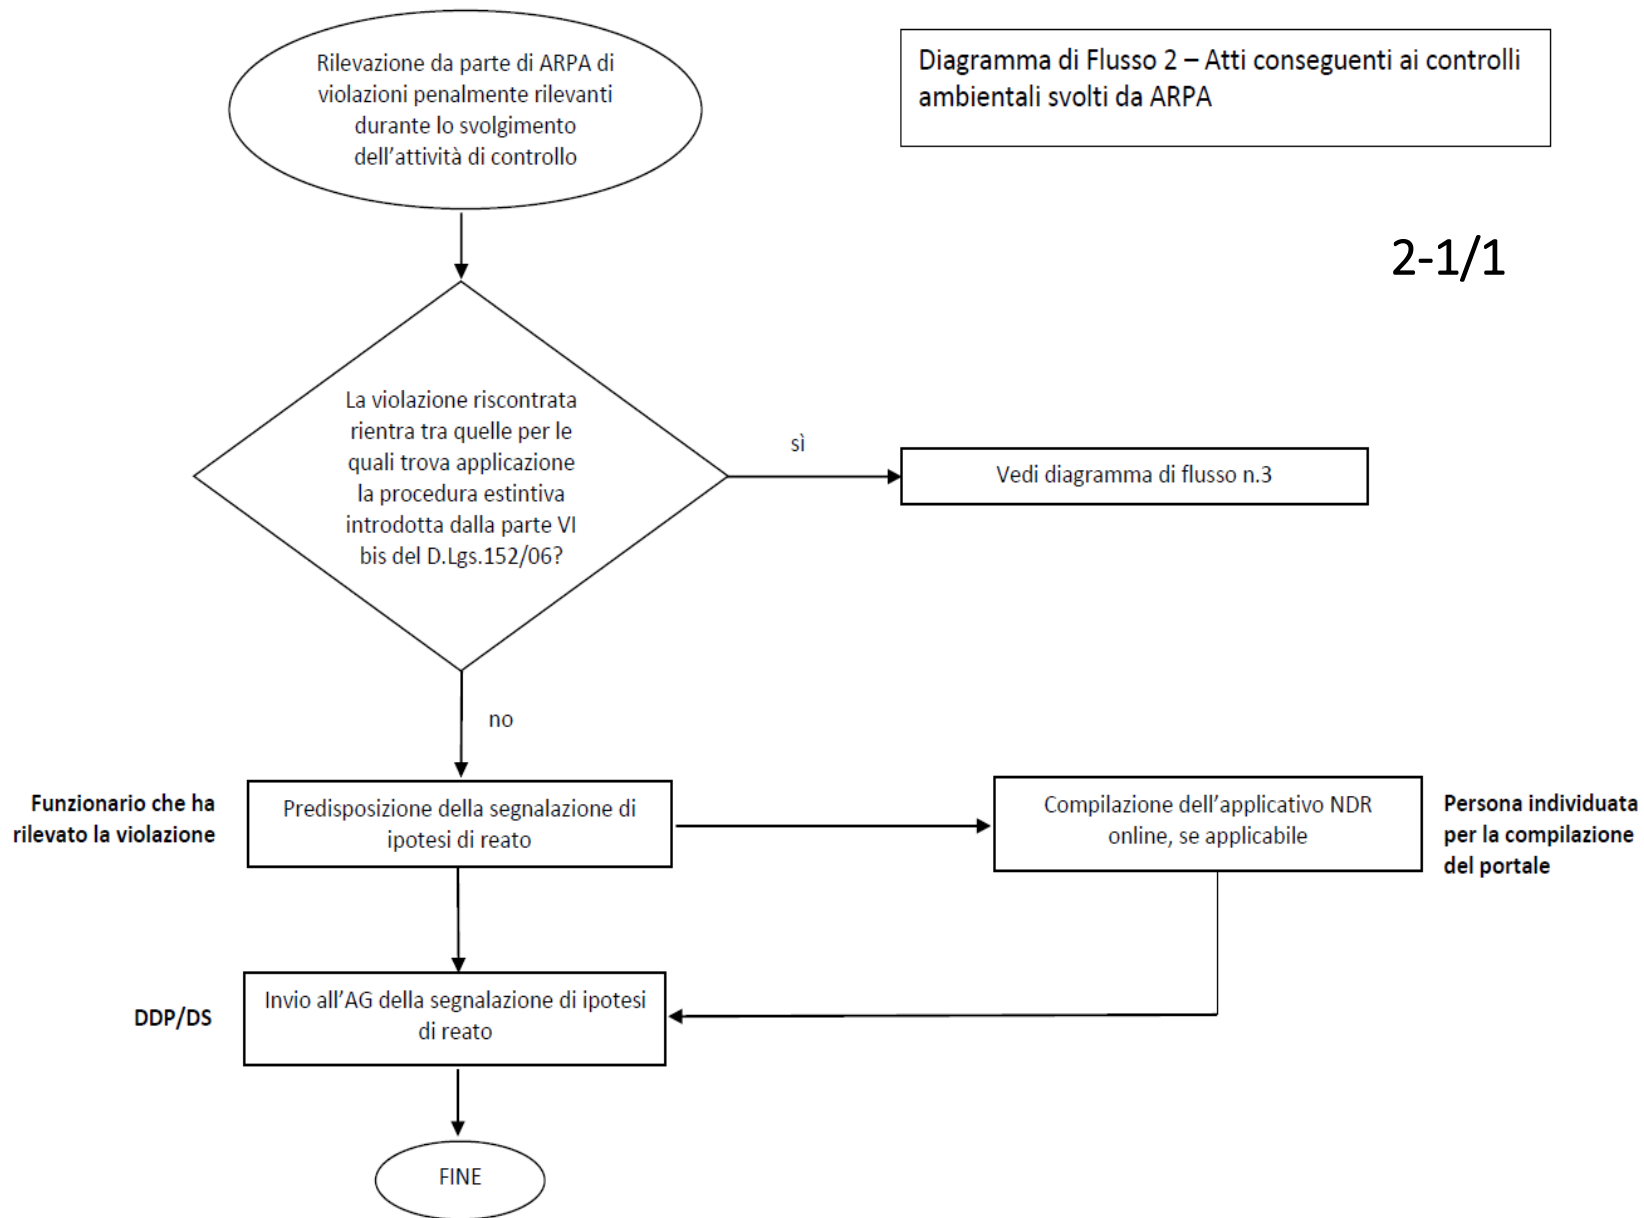 Rilevazione da parte di ARPA di
violazioni penalmente rilevanti
durante lo svolgimento
dell’attività di controllo
Diagramma di Flusso 2 – Atti conseguenti ai controlli
ambientali svolti da ARPA
2-1/1
La violazione riscontrata
rientra tra quelle per le
quali trova applicazione
la procedura estintiva
introdotta dalla parte VI
bis del D.Lgs.152/06?
sì
Vedi diagramma di flusso n.3
no
Funzionario che ha
rilevato la violazione
Predisposizione della segnalazione di
ipotesi di reato
Compilazione dell’applicativo NDR
online, se applicabile
Persona individuata
per la compilazione
del portale
DDP/DS
Invio all’AG della segnalazione di ipotesi
di reato
FINE